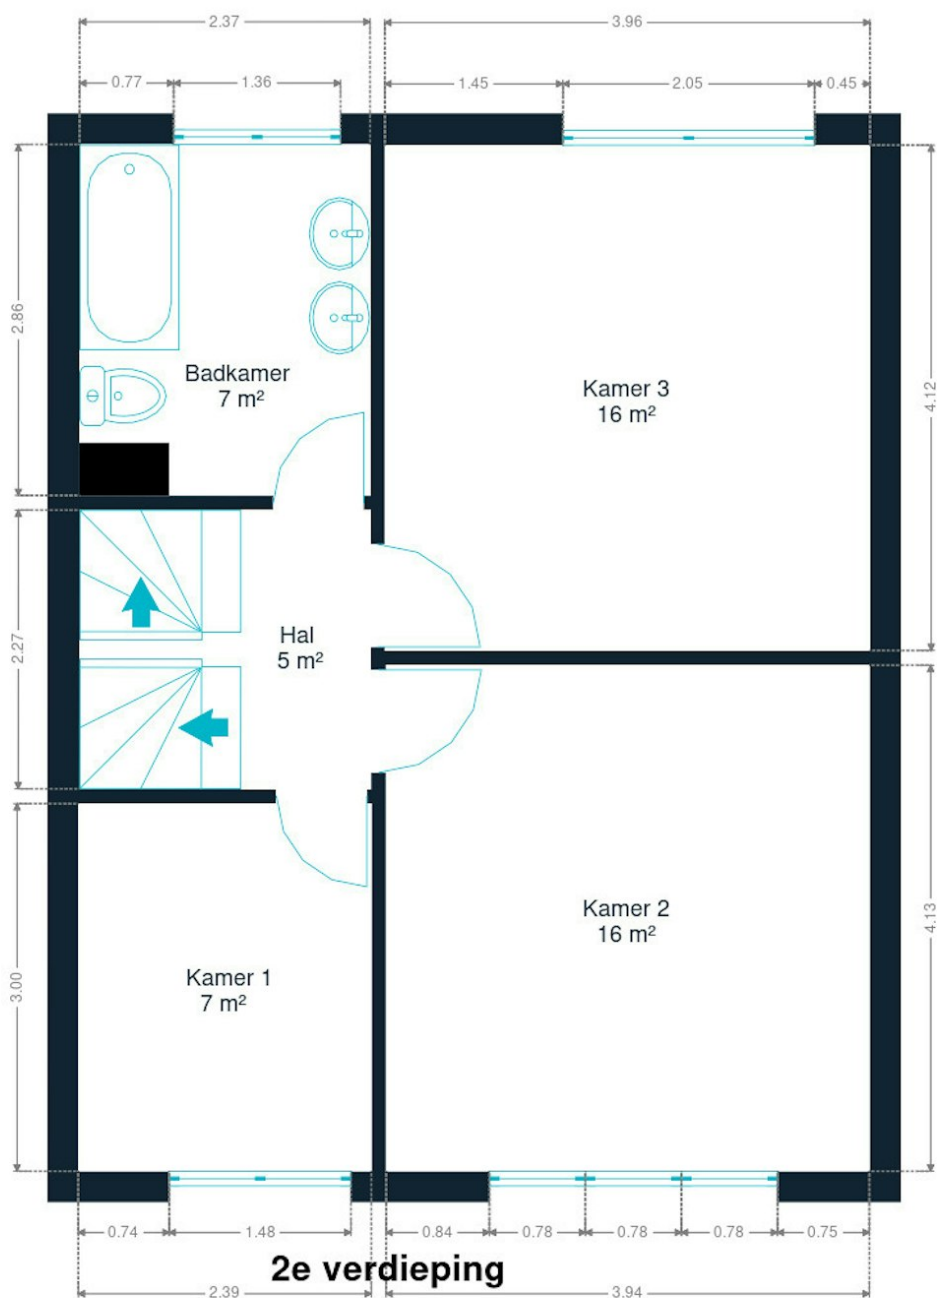 2.37
3.96
0.77
1.36
1.45
2.05
0.45
2.86
Badkamer
7 m²
Kamer 3
16 m²
4.12
2.27
Hal
5 m²
Kamer 2
16 m²
4.13
Kamer 1
7 m²
3.00
0.74
1.48
0.84
0.78
0.78
0.78
0.75
2e verdieping
2.39
3.94